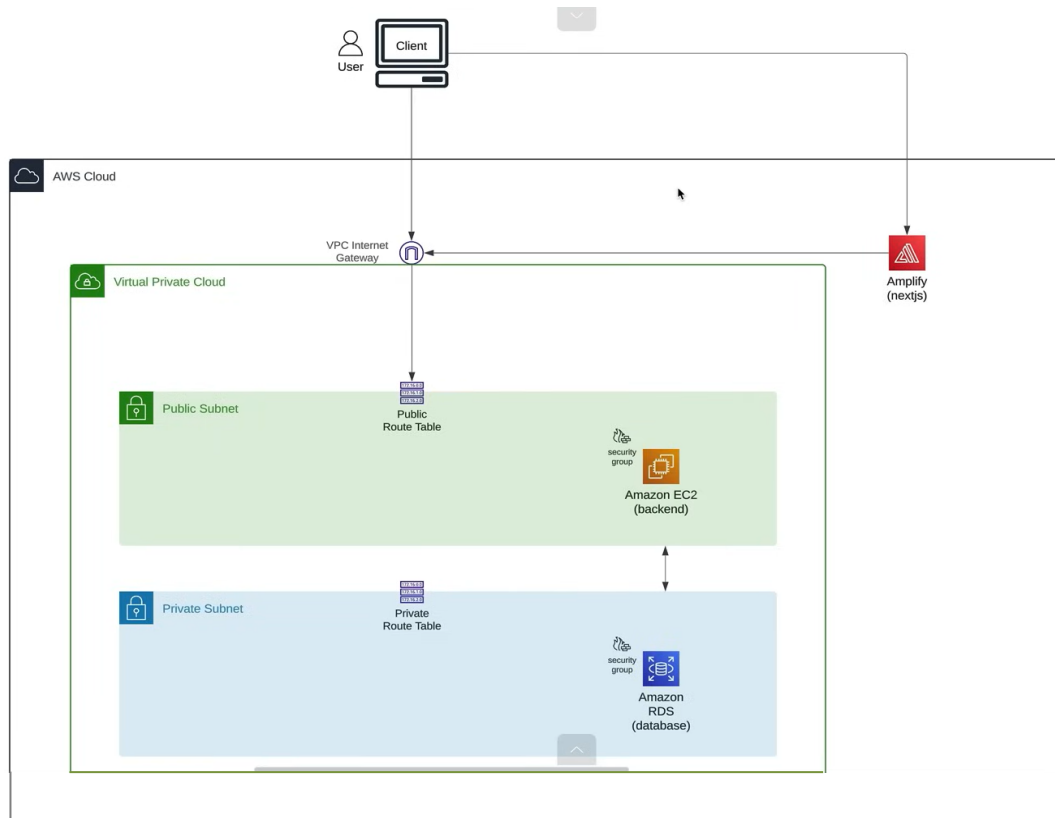 Client
User
AWS Cloud
VPC Internet
Gateway
Amplify
(nextjs)
Virtual Private Cloud
Public Subnet
Public
Route Table
security
group
Amazon EC2
(backend)
Private Subnet
Private
Route Table
security
group
Amazon
RDS
(database)